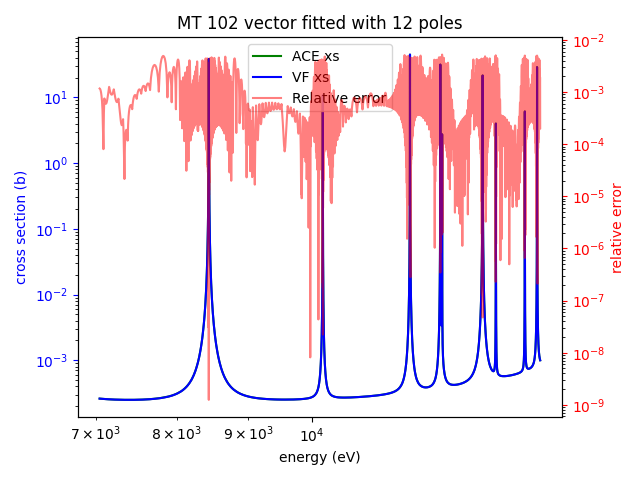 MT 102 vector fitted with 12 poles
ACE xs
VF xs
Relative error
cross section (b)
10¹
10⁰
10⁻¹
10⁻²
10⁻³
relative error
10⁻²
10⁻³
10⁻⁴
10⁻⁵
10⁻⁶
10⁻⁷
10⁻⁸
10⁻⁹
7 × 10³ 8 × 10³ 9 × 10³ 10⁴
energy (eV)